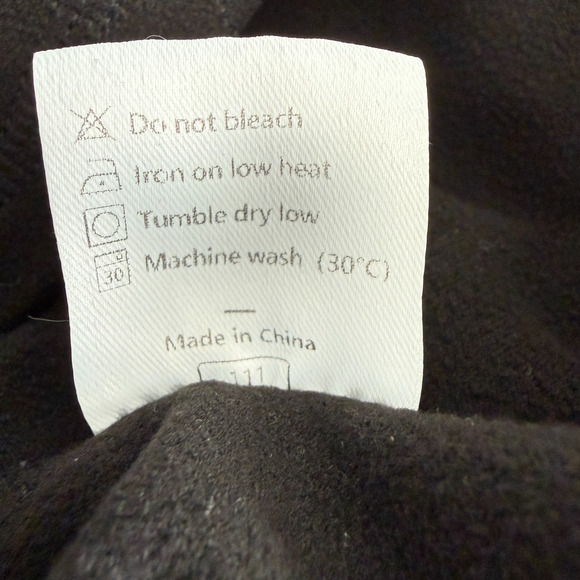 Do not bleach
Iron on low heat
Tumble dry low
30 Machine wash (30°C)
Made in China
111